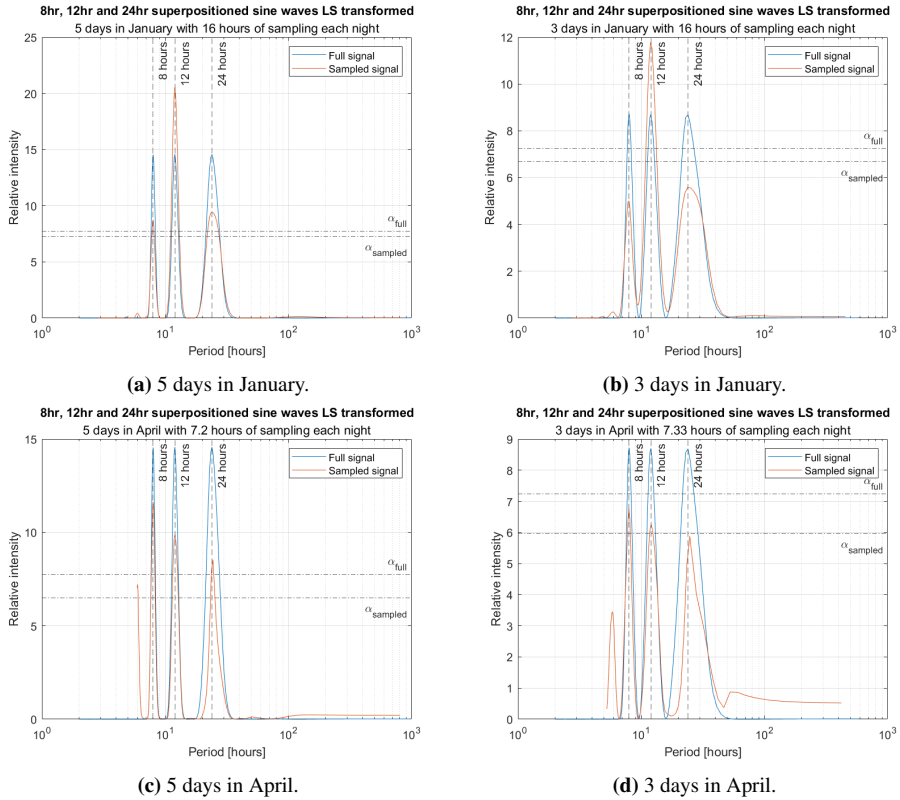 8hr, 12hr and 24hr superpositioned sine waves LS transformed
5 days in January with 16 hours of sampling each night
Relative intensity
25
20
15
10
5
0
8 hours
12 hours
24 hours
Full signal
Sampled signal
α_full
α_sampled
10^0
10^1
10^2
10^3
Period [hours]
(a) 5 days in January.
8hr, 12hr and 24hr superpositioned sine waves LS transformed
3 days in January with 16 hours of sampling each night
Relative intensity
12
10
8
6
4
2
0
8 hours
12 hours
24 hours
Full signal
Sampled signal
α_full
α_sampled
10^0
10^1
10^2
10^3
Period [hours]
(b) 3 days in January.
8hr, 12hr and 24hr superpositioned sine waves LS transformed
5 days in April with 7.2 hours of sampling each night
Relative intensity
15
10
5
0
8 hours
12 hours
24 hours
Full signal
Sampled signal
α_full
α_sampled
10^0
10^1
10^2
10^3
Period [hours]
(c) 5 days in April.
8hr, 12hr and 24hr superpositioned sine waves LS transformed
3 days in April with 7.33 hours of sampling each night
Relative intensity
9
8
7
6
5
4
3
2
1
0
8 hours
12 hours
24 hours
Full signal
Sampled signal
α_full
α_sampled
10^0
10^1
10^2
10^3
Period [hours]
(d) 3 days in April.